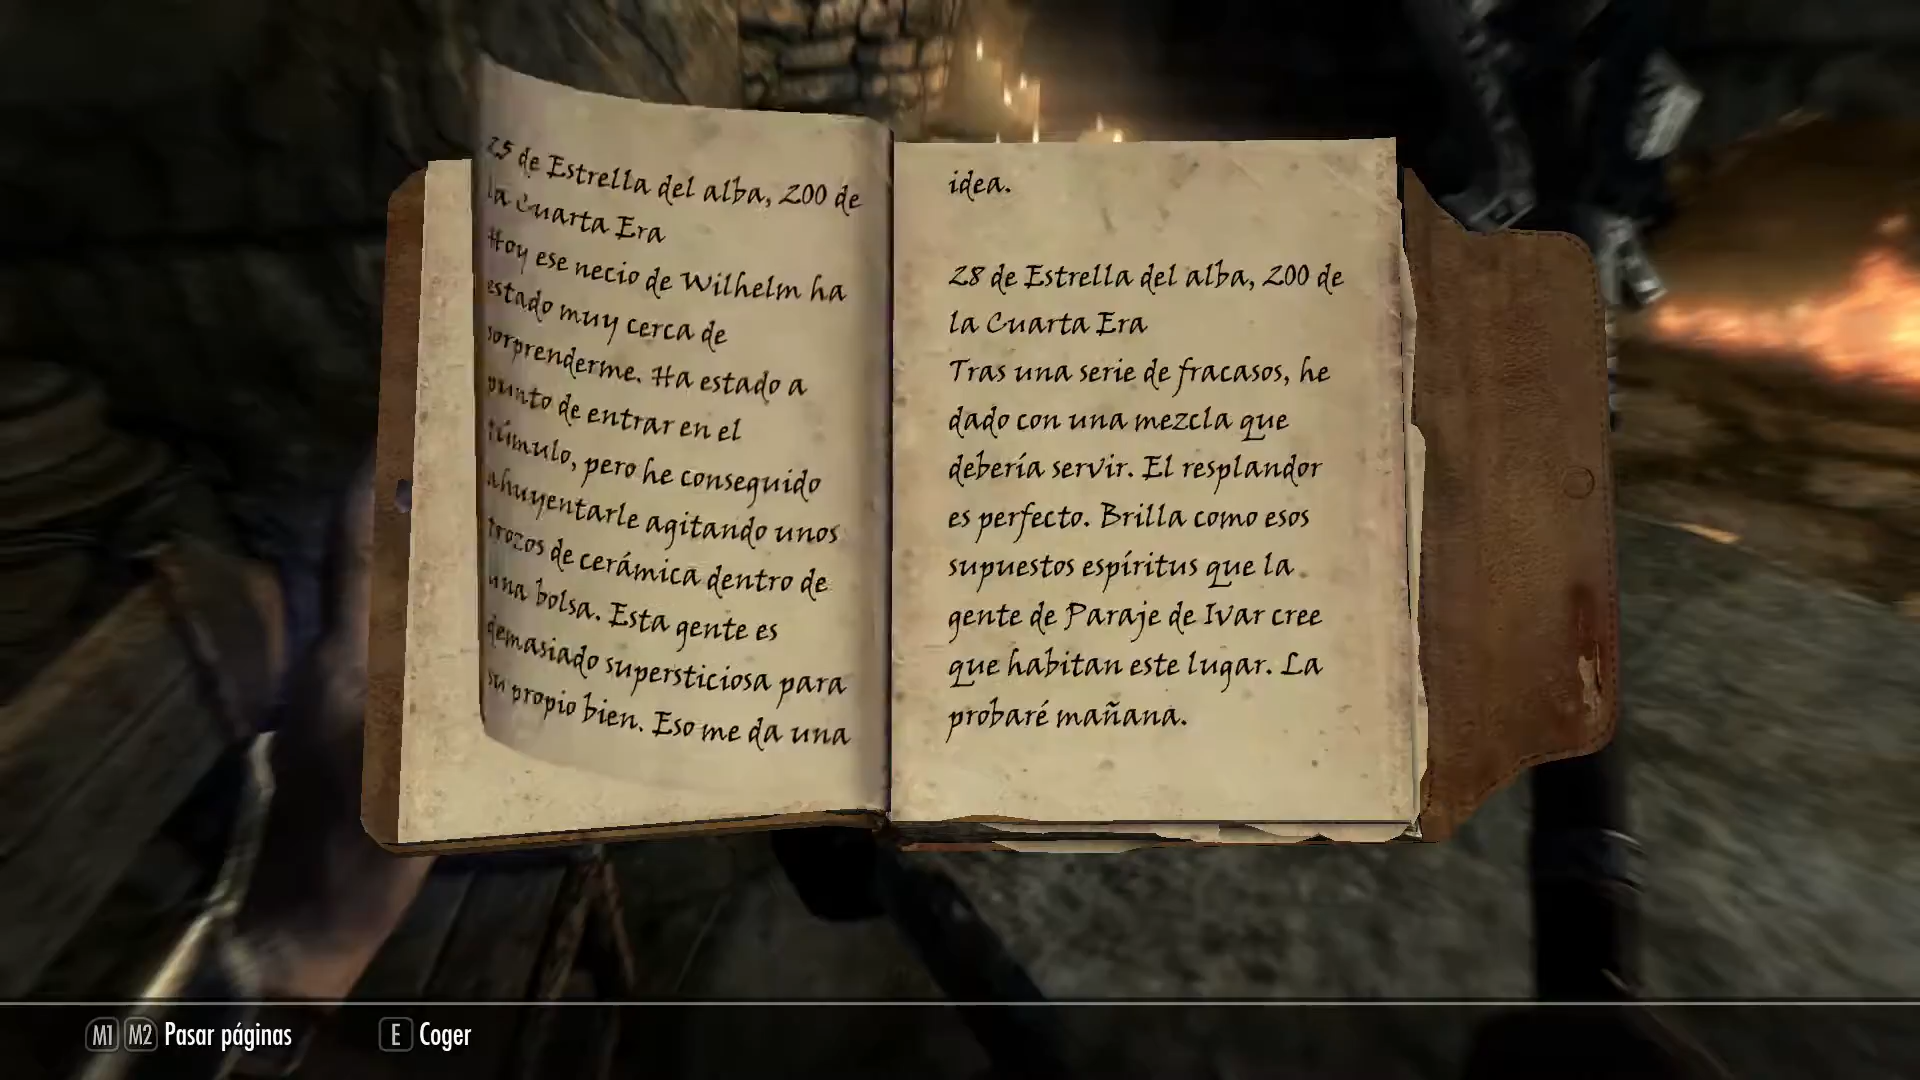 25 de Estrella del alba, 200 de
la Cuarta Era
Hoy ese necio de Wilhelm ha
estado muy cerca de
sorprenderme. Ha estado a
punto de entrar en el
túmulo, pero he conseguido
ahuyentarle agitando unos
trozos de cerámica dentro de
una bolsa. Esta gente es
demasiado supersticiosa para
su propio bien. Eso me da una
idea.
28 de Estrella del alba, 200 de
la Cuarta Era
Tras una serie de fracasos, he
dado con una mezcla que
debería servir. El resplandor
es perfecto. Brilla como esos
supuestos espíritus que la
gente de Paraje de Ivar cree
que habitan este lugar. La
probaré mañana.
M1 M2 Pasar páginas E Coger